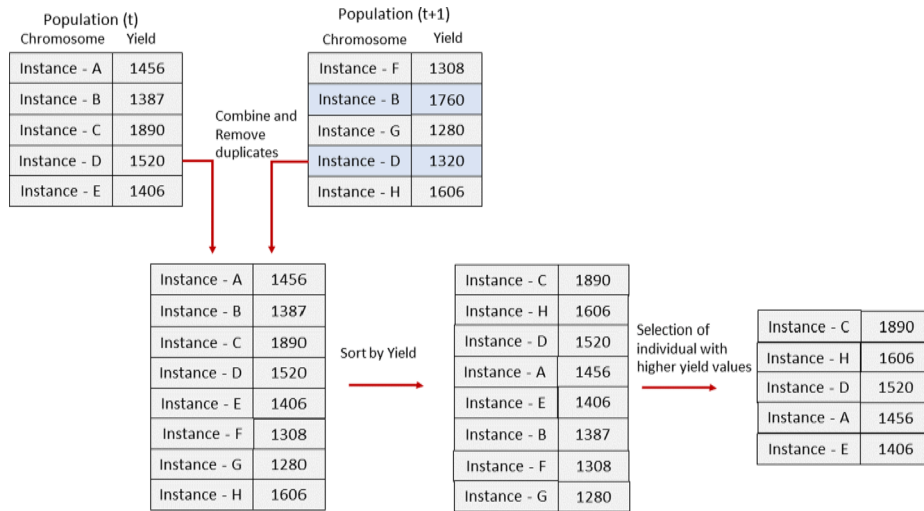 Population (t)
Chromosome Yield
Instance - A 1456
Instance - B 1387
Instance - C 1890
Instance - D 1520
Instance - E 1406
Combine and
Remove
duplicates
Population (t+1)
Chromosome Yield
Instance - F 1308
Instance - B 1760
Instance - G 1280
Instance - D 1320
Instance - H 1606
Instance - A 1456
Instance - B 1387
Instance - C 1890
Instance - D 1520
Instance - E 1406
Instance - F 1308
Instance - G 1280
Instance - H 1606
Sort by Yield
Instance - C 1890
Instance - H 1606
Instance - D 1520
Instance - A 1456
Instance - E 1406
Instance - B 1387
Instance - F 1308
Instance - G 1280
Selection of
individual with
higher yield values
Instance - C 1890
Instance - H 1606
Instance - D 1520
Instance - A 1456
Instance - E 1406